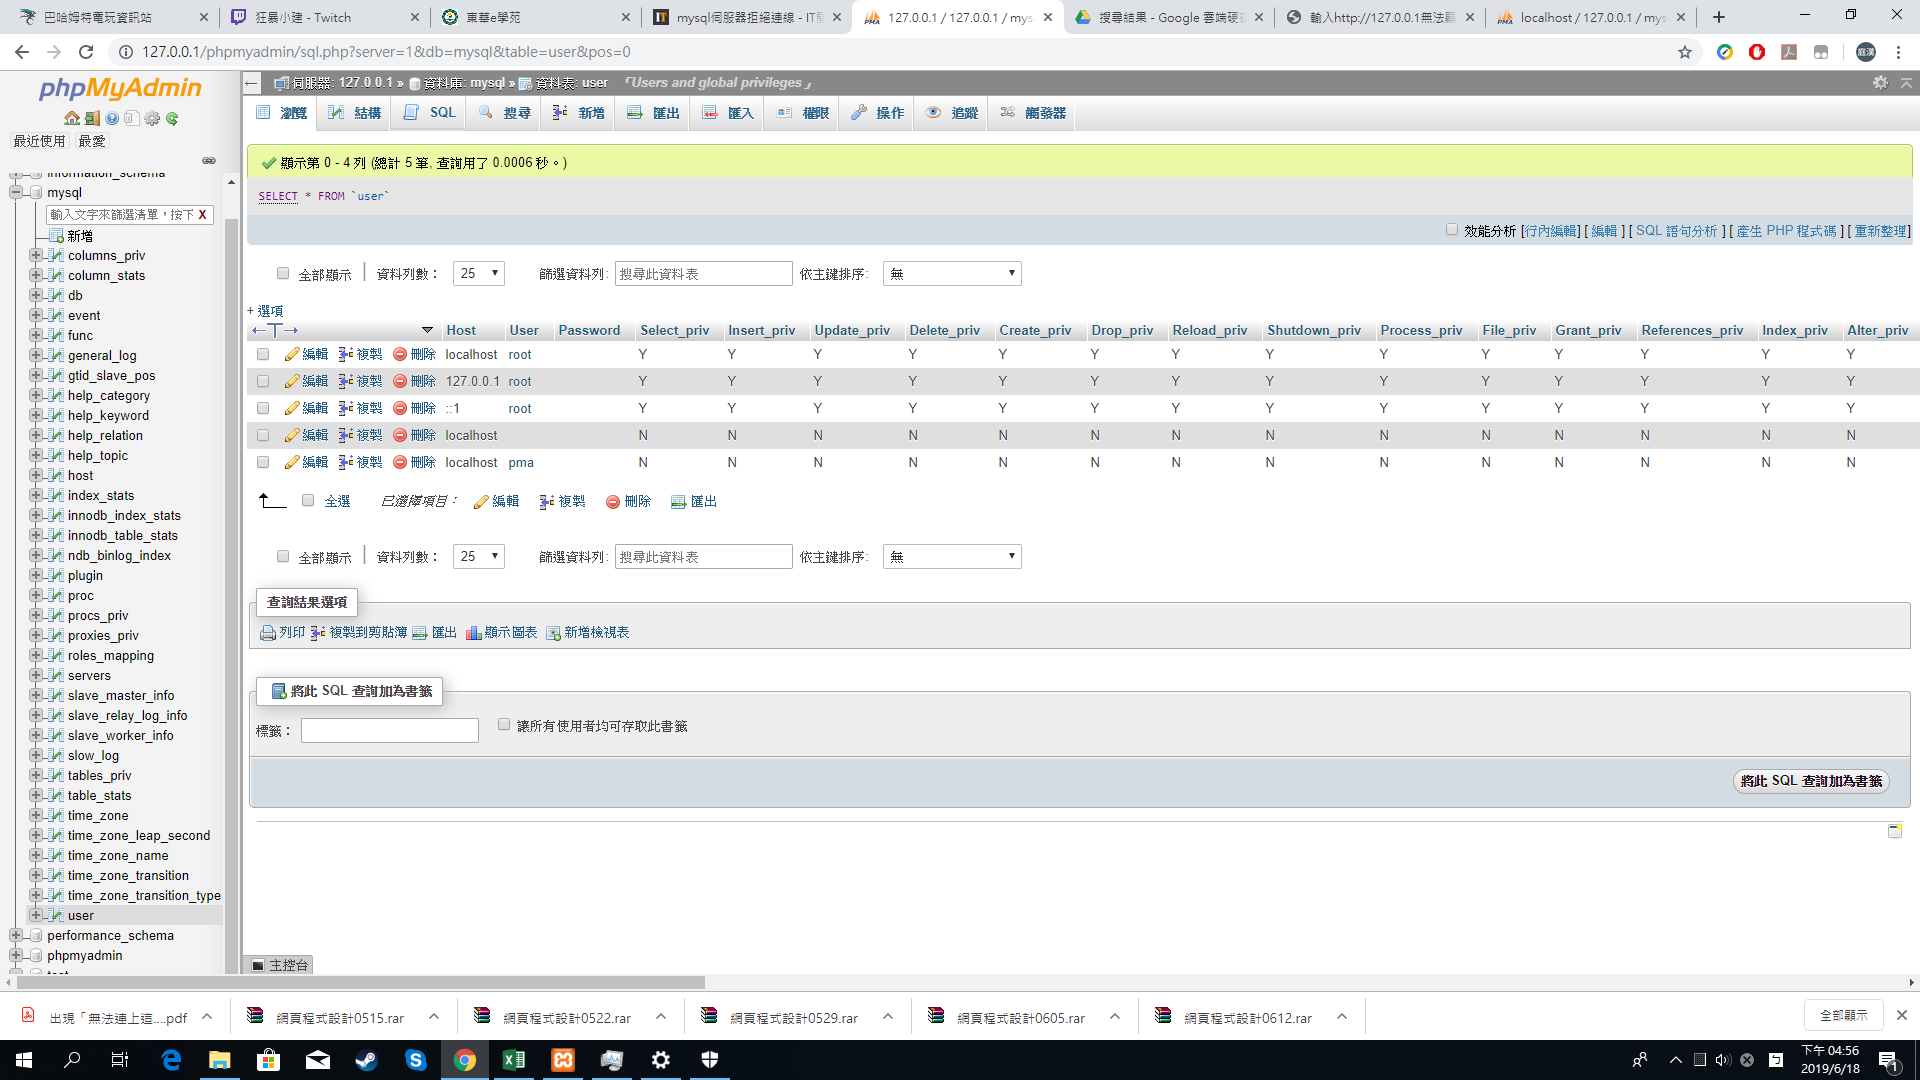 巴哈姆特電玩資訊站
狂暴小建 - Twitch
東華e學苑
mysql伺服器拒絕連線 - IT
127.0.0.1 / 127.0.0.1 / mys
搜尋結果 - Google 雲端硬
輸入http://127.0.0.1無法
localhost / 127.0.0.1 / mys
127.0.0.1/phpmyadmin/sql.php?server=1&db=mysql&table=user&pos=0
phpMyAdmin
最近使用 最愛
information_schema
mysql
輸入文字來篩選清單，按下 X
新增
columns_priv
column_stats
db
event
func
general_log
gtid_slave_pos
help_category
help_keyword
help_relation
help_topic
host
index_stats
innodb_index_stats
innodb_table_stats
ndb_binlog_index
plugin
proc
procs_priv
proxies_priv
roles_mapping
servers
slave_master_info
slave_relay_log_info
slave_worker_info
slow_log
tables_priv
table_stats
time_zone
time_zone_leap_second
time_zone_name
time_zone_transition
time_zone_transition_type
user
performance_schema
phpmyadmin
伺服器: 127.0.0.1 » 資料庫: mysql » 資料表: user 「Users and global privileges」
瀏覽 結構 SQL 搜尋 新增 匯出 匯入 權限 操作 追蹤 觸發器
顯示第 0 - 4 列 (總計 5 筆, 查詢用了 0.0006 秒。)
SELECT * FROM `user`
效能分析 [行內編輯] [ 編輯 ] [ SQL 語句分析 ] [ 產生 PHP 程式碼 ] [ 重新整理]
全部顯示 | 資料列數： 25 篩選資料列: 搜尋此資料表 依主鍵排序: 無
+ 選項
←T→ Host User Password Select_priv Insert_priv Update_priv Delete_priv Create_priv Drop_priv Reload_priv Shutdown_priv Process_priv File_priv Grant_priv References_priv Index_priv Alter_priv
編輯 複製 刪除 localhost root Y Y Y Y Y Y Y Y Y Y Y Y Y Y
編輯 複製 刪除 127.0.0.1 root Y Y Y Y Y Y Y Y Y Y Y Y Y Y
編輯 複製 刪除 ::1 root Y Y Y Y Y Y Y Y Y Y Y Y Y Y
編輯 複製 刪除 localhost N N N N N N N N N N N N N N
編輯 複製 刪除 localhost pma N N N N N N N N N N N N N N
全選 已選擇項目： 編輯 複製 刪除 匯出
全部顯示 | 資料列數： 25 篩選資料列: 搜尋此資料表 依主鍵排序: 無
查詢結果選項
列印 複製到剪貼簿 匯出 顯示圖表 新增檢視表
將此 SQL 查詢加為書籤
標籤： 讓所有使用者均可存取此書籤
將此 SQL 查詢加為書籤
主控台
出現「無法連上這....pdf
網頁程式設計0515.rar
網頁程式設計0522.rar
網頁程式設計0529.rar
網頁程式設計0605.rar
網頁程式設計0612.rar
全部顯示
下午 04:56
2019/6/18
1